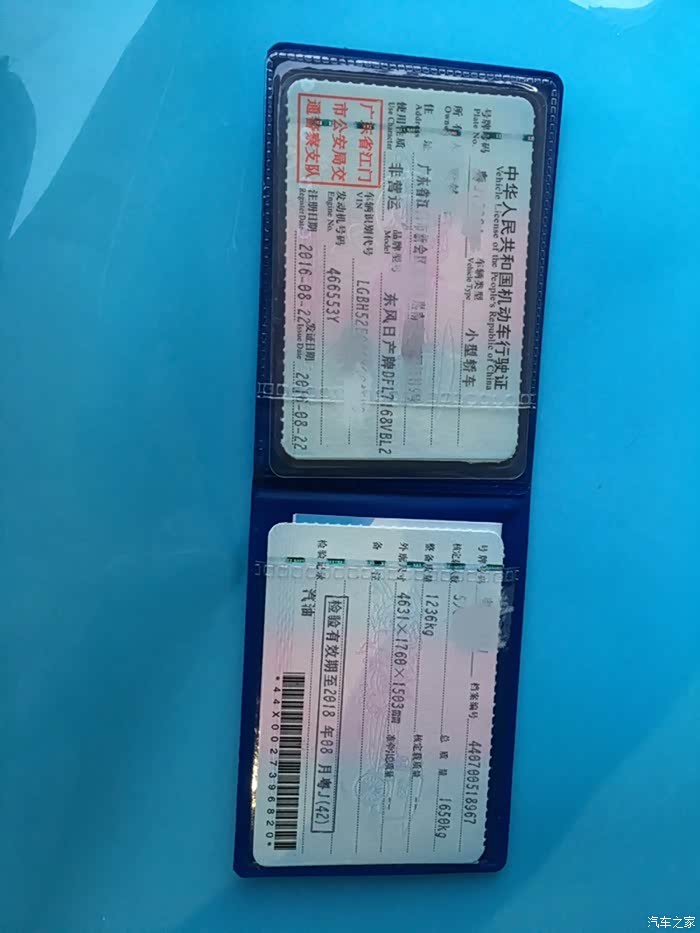 中华人民共和国机动车行驶证
Vehicle License of the People's Republic of China
号牌号码 车辆类型 小型轿车
Plate No. Vehicle Type
所
Owner
住 址 广东省江
Address
使用性质 非营运 品牌型号 东风日产牌DFL7168VBL2
Use Character Model
广东省江门
市公安局交
通警察支队
车辆识别代号 LGBH52E
VIN
发动机号码 466553Y
Engine No.
注册日期 2016-08-22 发证日期 2016-08-22
Register Date Issue Date
号牌号码 档案编号 440700518967
核定 人数 5人 总 质 量 1650kg
整备质量 1236kg 核定载质量 --
外廓尺寸 4631×1760×1503mm 准牵引总质量 --
备 注
检验有效期至2018 年08 月粤J(42)
检验记录
汽油
*44X0002739682 0*
汽车之家